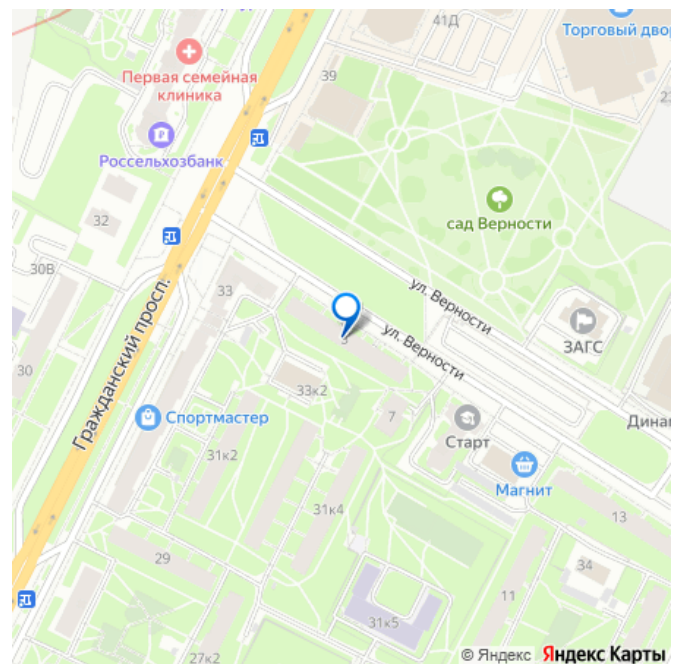 41Д
Торговый двор
39
Первая семейная
клиника
Россельхозбанк
сад Верности
32
30В
33
ул. Верности
ул. Верности
ЗАГС
Гражданский просп.
30
33к2
7
Спортмастер
Старт
Динам
31к2
Магнит
31к4
13
29
34
11
31к5
27к2
© Яндекс Яндекс Карты